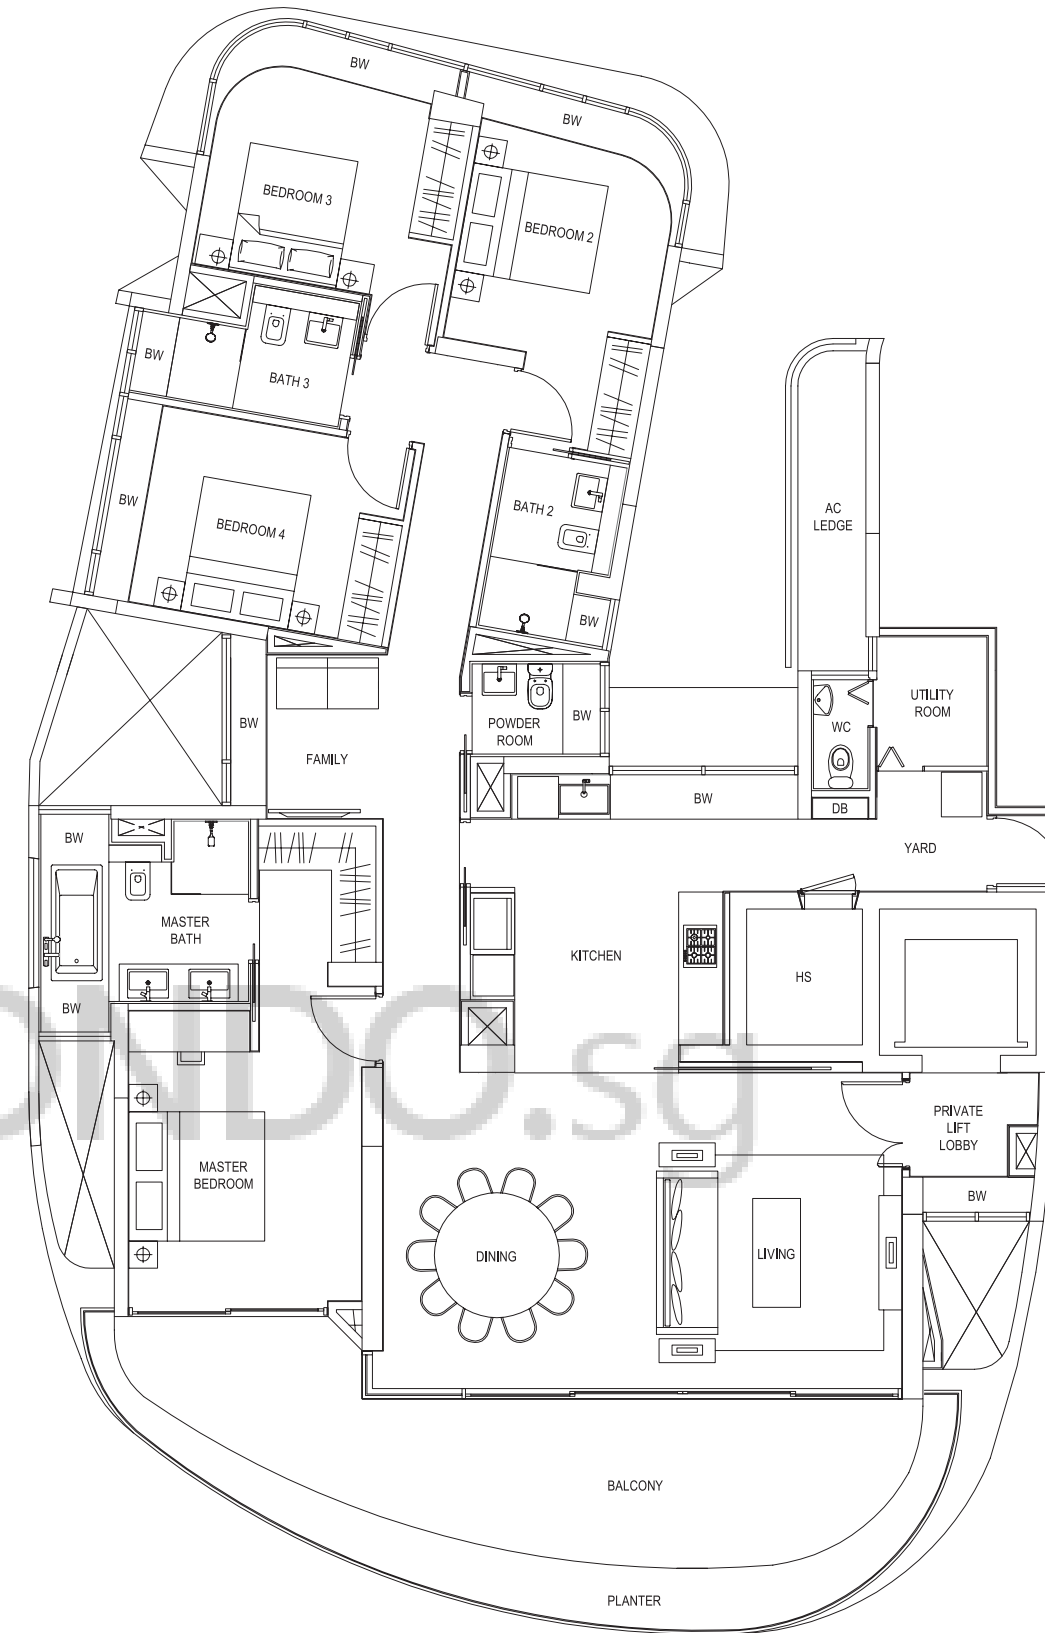 BW
BW
BEDROOM 3
BEDROOM 2
BW
BATH 3
BW
BEDROOM 4
BATH 2
AC
LEDGE
BW
UTILITY
ROOM
BW
POWDER
ROOM
BW
WC
FAMILY
BW
DB
BW
YARD
MASTER
BATH
KITCHEN
HS
BW
ONDO.sg
PRIVATE
LIFT
LOBBY
MASTER
BEDROOM
BW
DINING
LIVING
BALCONY
PLANTER